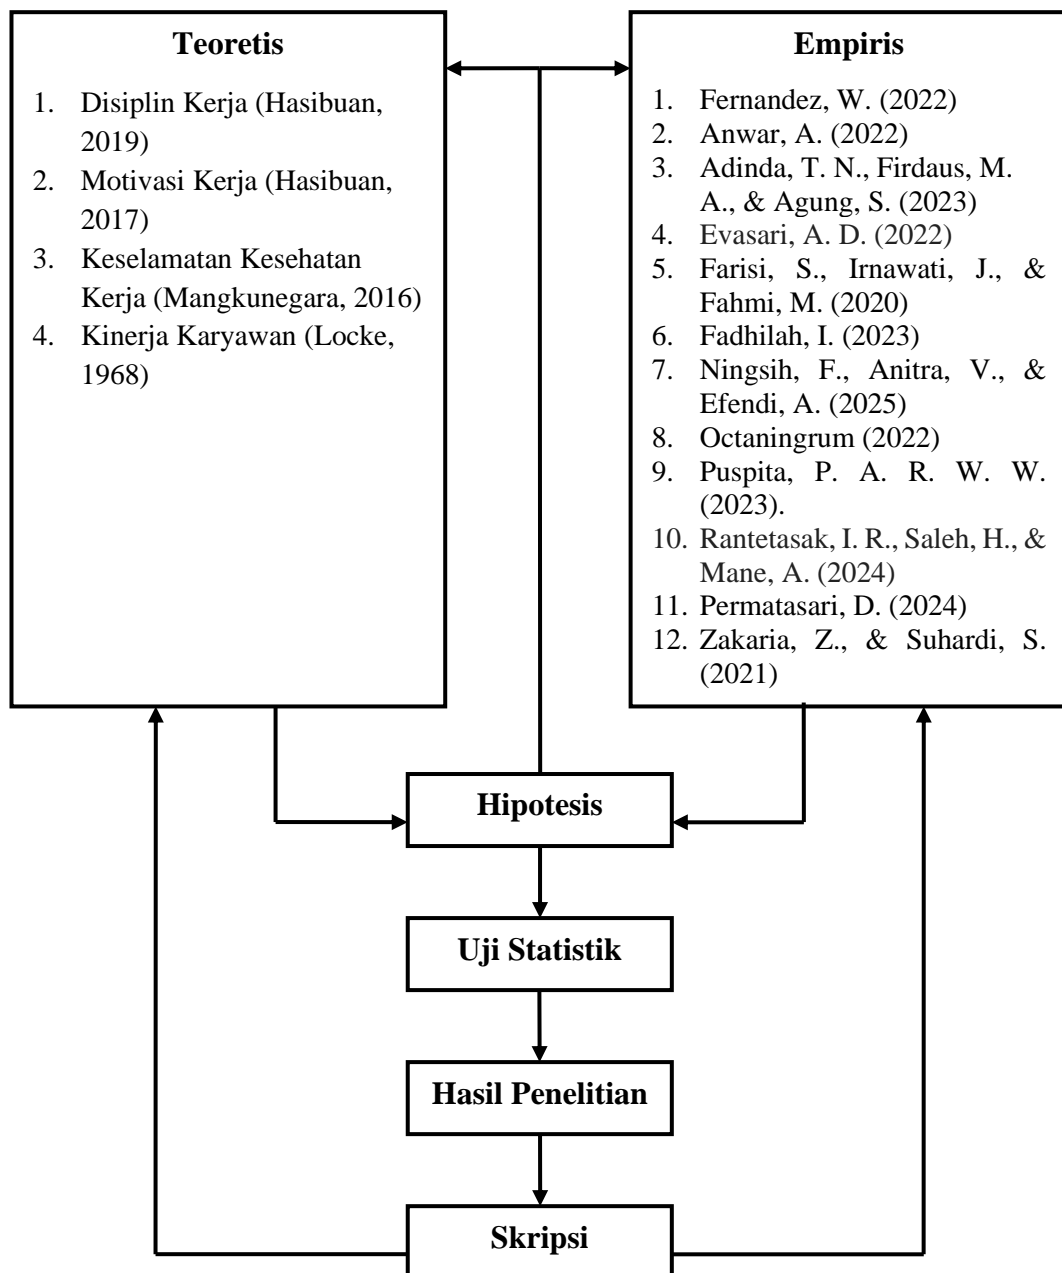 Teoretis
1. Disiplin Kerja (Hasibuan,
2019)
2. Motivasi Kerja (Hasibuan,
2017)
3. Keselamatan Kesehatan
Kerja (Mangkunegara, 2016)
4. Kinerja Karyawan (Locke,
1968)
Empiris
1. Fernandez, W. (2022)
2. Anwar, A. (2022)
3. Adinda, T. N., Firdaus, M.
A., & Agung, S. (2023)
4. Evasari, A. D. (2022)
5. Farisi, S., Irnawati, J., &
Fahmi, M. (2020)
6. Fadhilah, I. (2023)
7. Ningsih, F., Anitra, V., &
Efendi, A. (2025)
8. Octaningrum (2022)
9. Puspita, P. A. R. W. W.
(2023).
10. Rantetasak, I. R., Saleh, H., &
Mane, A. (2024)
11. Permatasari, D. (2024)
12. Zakaria, Z., & Suhardi, S.
(2021)
Hipotesis
Uji Statistik
Hasil Penelitian
Skripsi